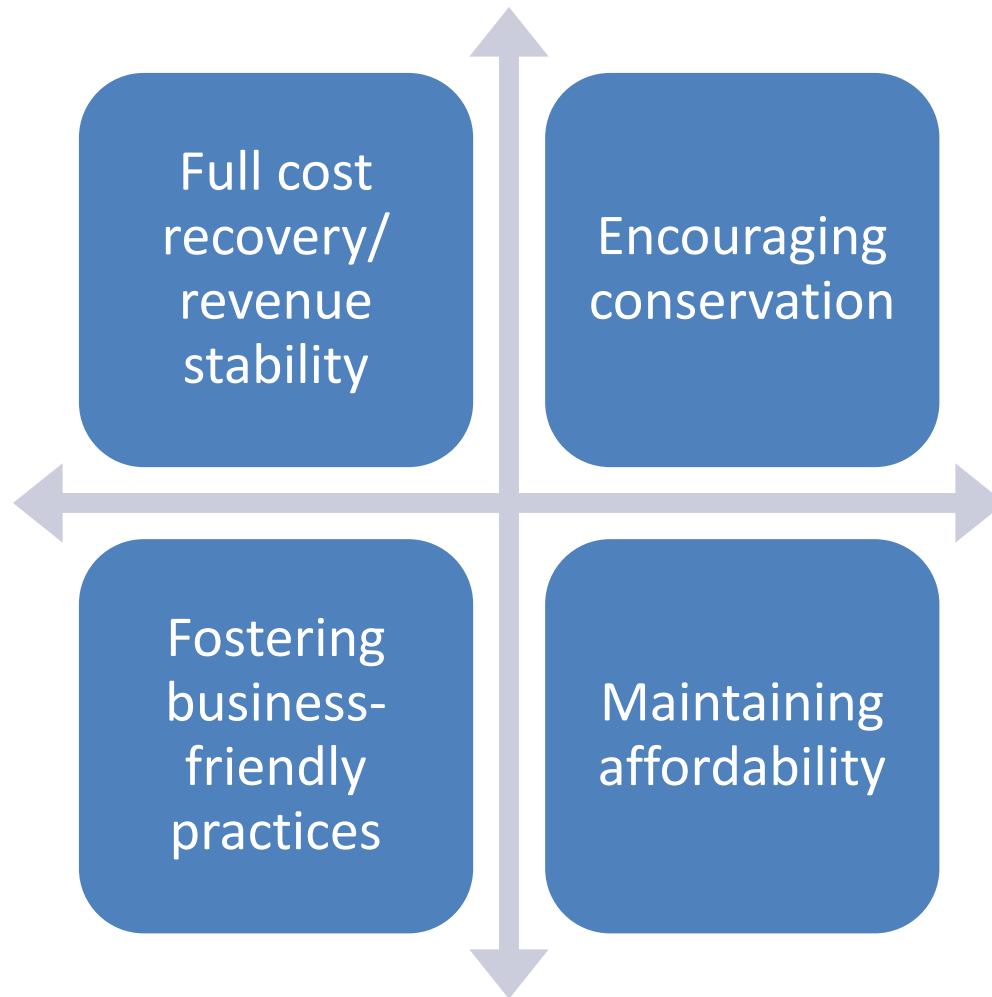 Full cost
recovery/
revenue
stability
Encouraging
conservation
Fostering
business-
friendly
practices
Maintaining
affordability